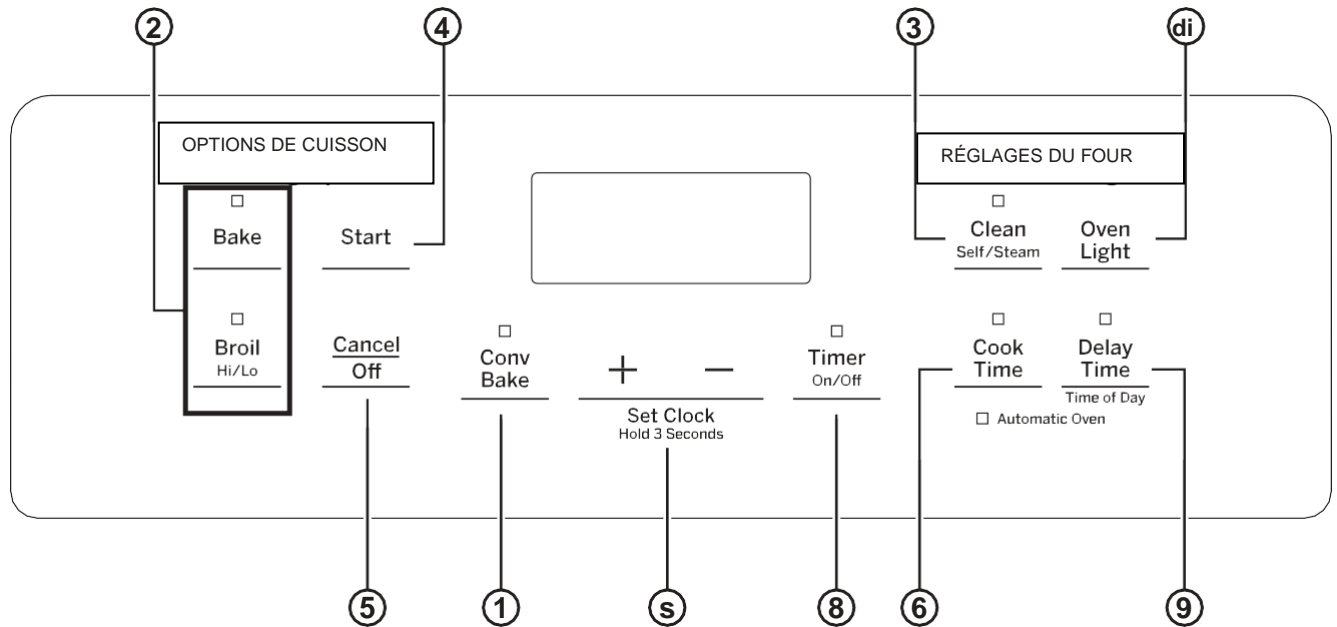 2
4
3
di
OPTIONS DE CUISSON
RÉGLAGES DU FOUR
Bake
Start
Clean
Self/Steam
Oven
Light
Broil
Hi/Lo
Cancel
Off
Conv
Bake
+ −
Set Clock
Hold 3 Seconds
Timer
On/Off
Cook
Time
Delay
Time
Time of Day
Automatic Oven
5
1
s
8
6
9